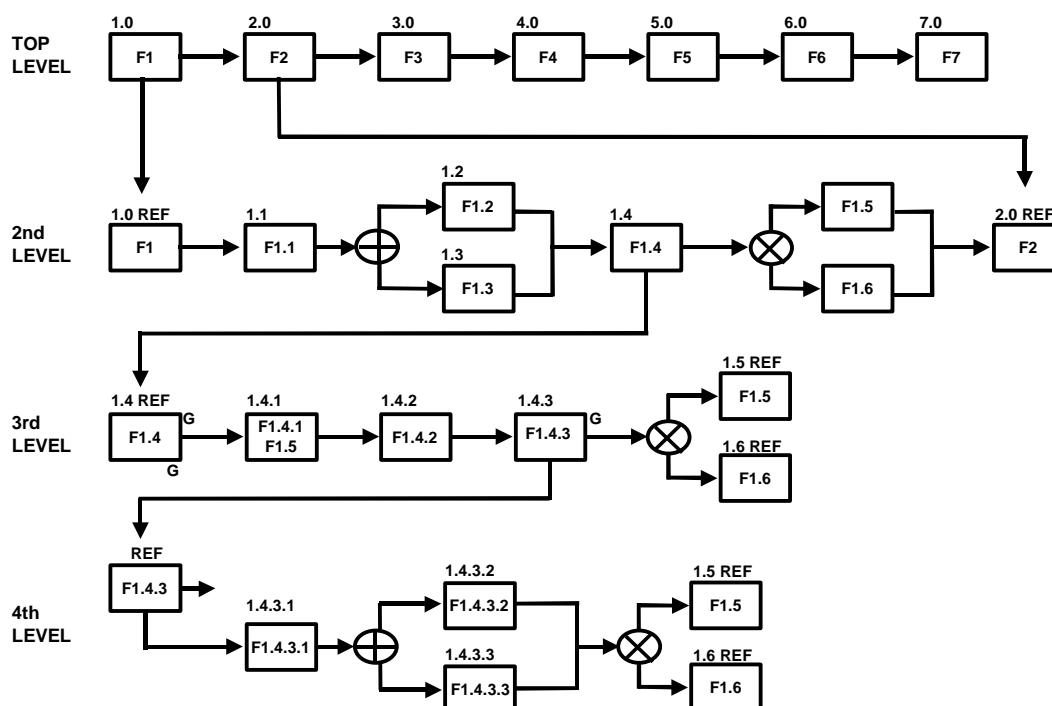 1.0 2.0 3.0 4.0 5.0 6.0 7.0
TOP
LEVEL
F1 F2 F3 F4 F5 F6 F7
1.2
F1.2
F1.5
1.0 REF 1.1 1.4 2.0 REF
2nd
LEVEL
F1 F1.1 F1.4 F2
1.3
F1.3
F1.6
1.5 REF
F1.5
1.4 REF 1.4.1 1.4.2 1.4.3
3rd
LEVEL
F1.4 G F1.4.1 F1.4.2 F1.4.3 G
F1.5
G
1.6 REF
F1.6
REF
F1.4.3
1.4.3.2 1.5 REF
F1.4.3.2 F1.5
4th
LEVEL
1.4.3.1
F1.4.3.1
1.4.3.3 1.6 REF
F1.4.3.3 F1.6